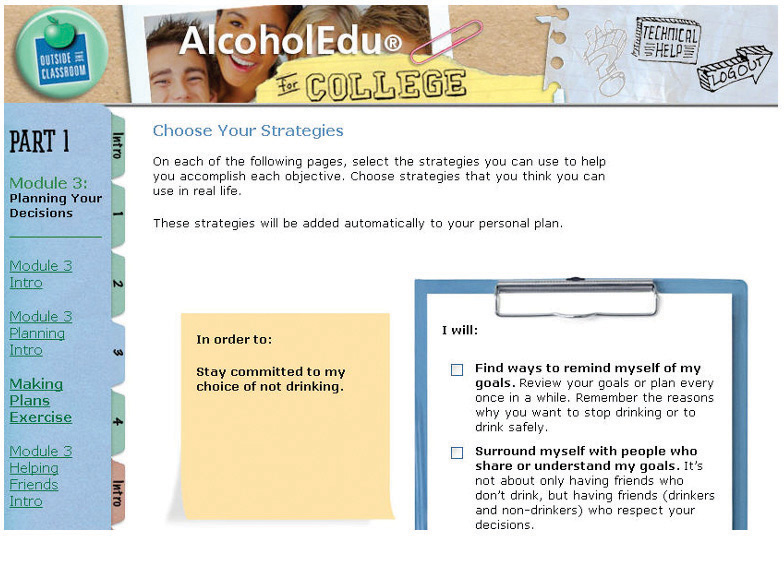 OUTSIDE THE
CLASSROOM
AlcoholEdu®
For COLLEGE
TECHNICAL
HELP
LOGOUT
PART 1
Module 3:
Planning Your
Decisions
Module 3
Intro
Module 3
Planning
Intro
Making
Plans
Exercise
Module 3
Helping
Friends
Intro
Intro
1
2
3
4
Intro
Choose Your Strategies
On each of the following pages, select the strategies you can use to help
you accomplish each objective. Choose strategies that you think you can
use in real life.
These strategies will be added automatically to your personal plan.
In order to:
Stay committed to my
choice of not drinking.
I will:
Find ways to remind myself of my
goals. Review your goals or plan every
once in a while. Remember the reasons
why you want to stop drinking or to
drink safely.
Surround myself with people who
share or understand my goals. It's
not about only having friends who
don't drink, but having friends (drinkers
and non-drinkers) who respect your
decisions.